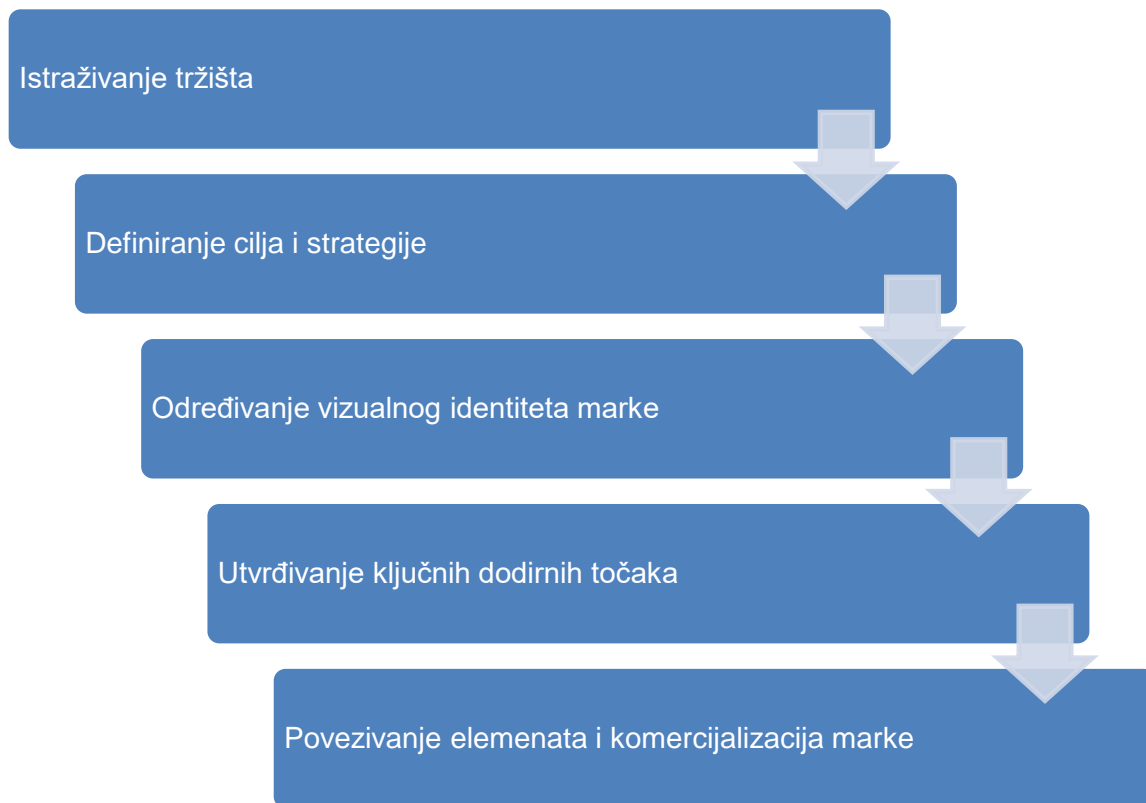 Istraživanje tržišta
Definiranje cilja i strategije
Određivanje vizualnog identiteta marke
Utvrđivanje ključnih dodirnih točaka
Povezivanje elemenata i komercijalizacija marke